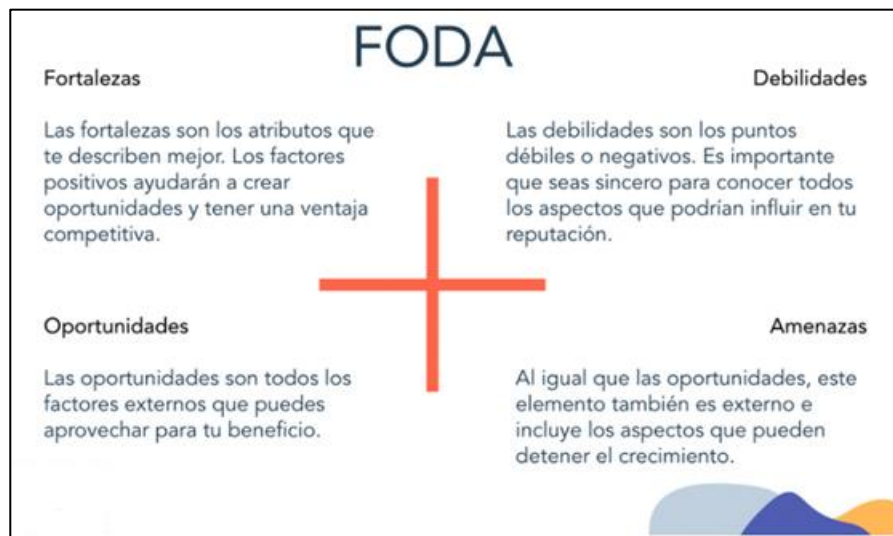 FODA
Fortalezas
Las fortalezas son los atributos que
te describen mejor. Los factores
positivos ayudarán a crear
oportunidades y tener una ventaja
competitiva.
Debilidades
Las debilidades son los puntos
débiles o negativos. Es importante
que seas sincero para conocer todos
los aspectos que podrían influir en tu
reputación.
Oportunidades
Las oportunidades son todos los
factores externos que puedes
aprovechar para tu beneficio.
Amenazas
Al igual que las oportunidades, este
elemento también es externo e
incluye los aspectos que pueden
detener el crecimiento.